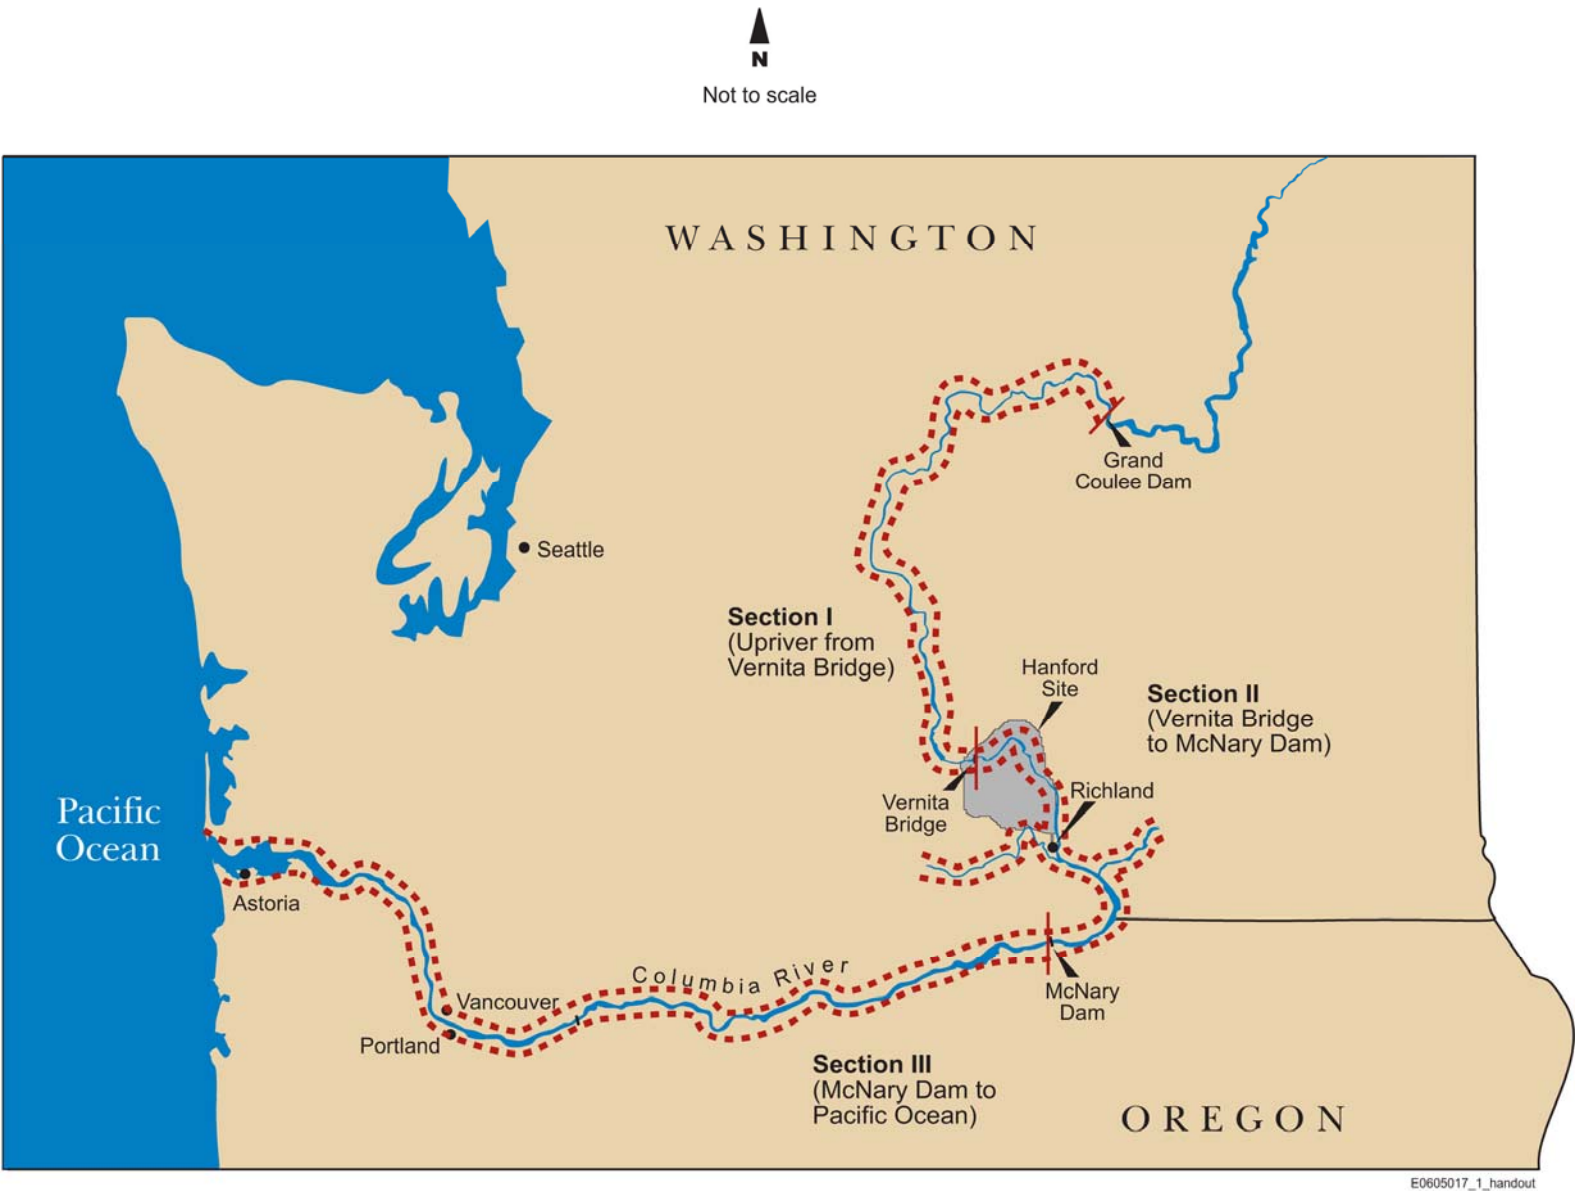 N
Not to scale
WASHINGTON
Grand
Coulee Dam
Seattle
Section I
(Upriver from
Vernita Bridge)
Hanford
Site
Section II
(Vernita Bridge
to McNary Dam)
Richland
Vernita
Bridge
Pacific
Ocean
Astoria
Columbia River
Vancouver
Portland
McNary
Dam
Section III
(McNary Dam to
Pacific Ocean)
OREGON
E0605017_1_handout